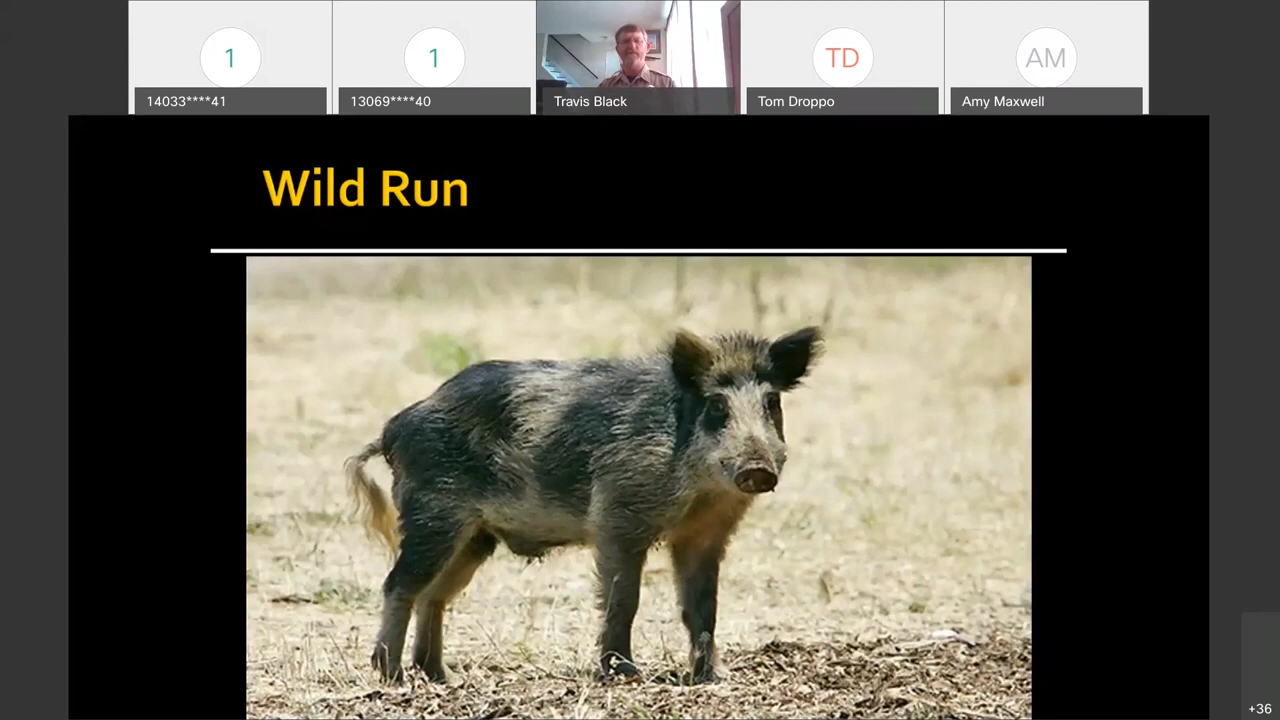 1
1
TD
AM
14033****41
13069****40
Travis Black
Tom Droppo
Amy Maxwell
Wild Run
+36